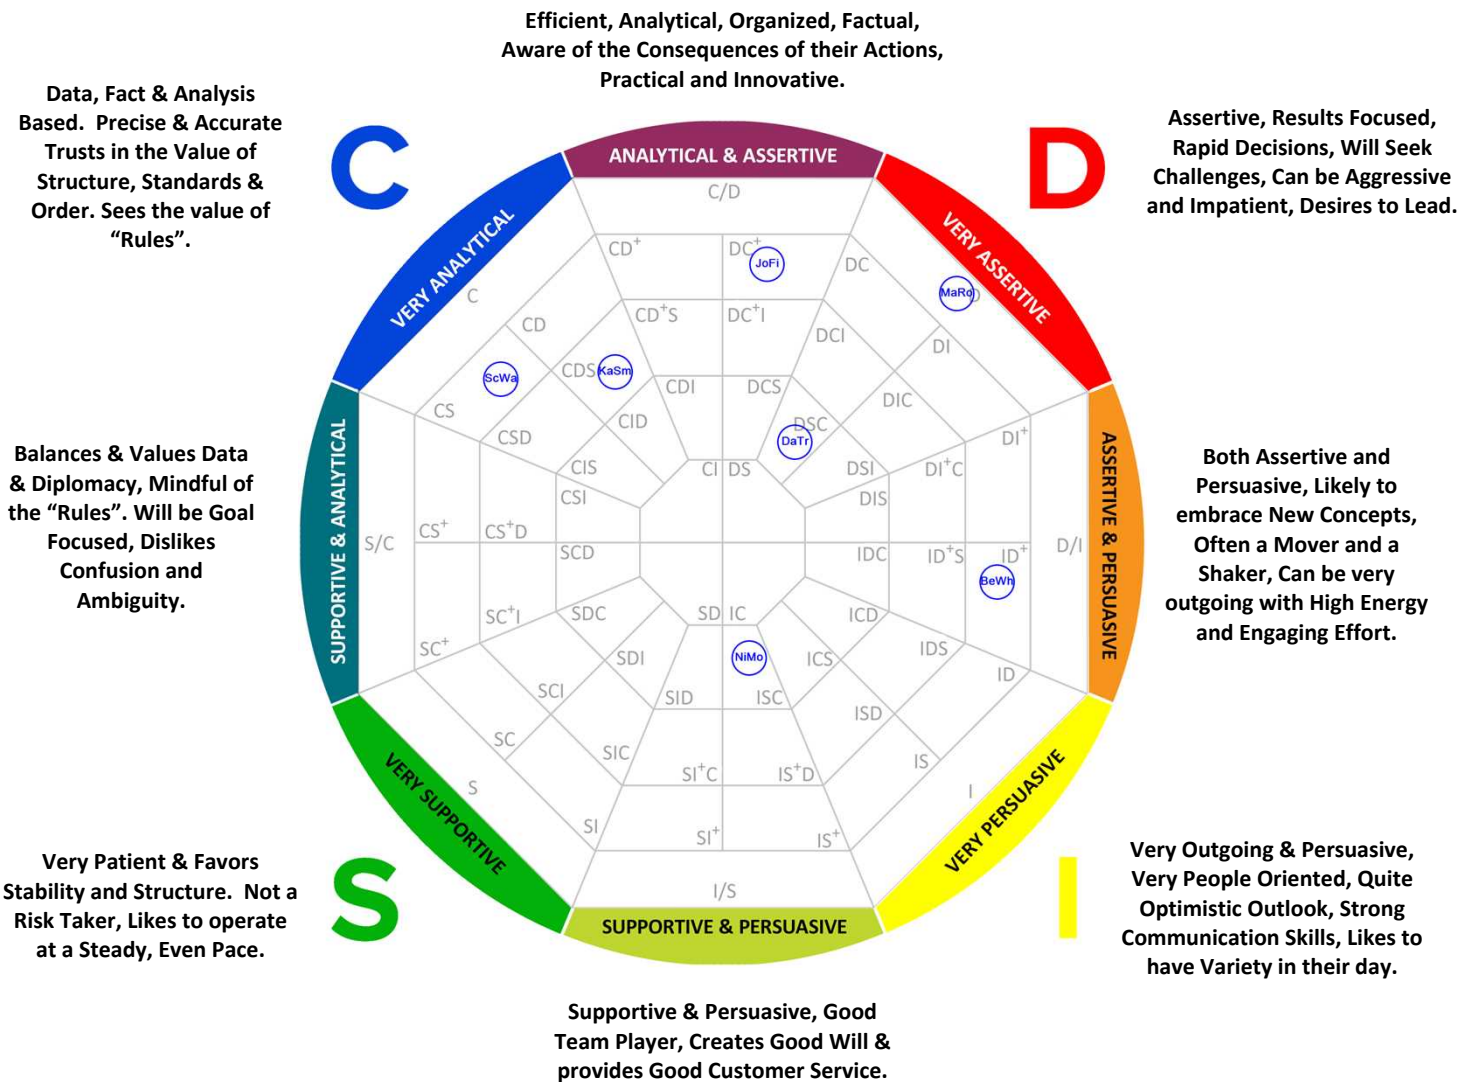 Efficient, Analytical, Organized, Factual,
Aware of the Consequences of their Actions,
Practical and Innovative.
Data, Fact & Analysis
Based.  Precise & Accurate
Trusts in the Value of
Structure, Standards &
Order. Sees the value of
“Rules”.
C
D
Assertive, Results Focused,
Rapid Decisions, Will Seek
Challenges, Can be Aggressive
and Impatient, Desires to Lead.
ANALYTICAL & ASSERTIVE
VERY ANALYTICAL
VERY ASSERTIVE
C/D
CD+
DC+
JoFi
DC
MaRo
D
C
CD
CD+S
DC+I
DCI
DI
ScWa
CDS
KaSm
CDI
DCS
DIC
CS
CSD
CID
DSC
DaTr
DI+
CIS
CI
DS
DSI
DI+C
CSI
DIS
SUPPORTIVE & ANALYTICAL
ASSERTIVE & PERSUASIVE
Balances & Values Data
& Diplomacy, Mindful of
the “Rules”. Will be Goal
Focused, Dislikes
Confusion and
Ambiguity.
Both Assertive and
Persuasive, Likely to
embrace New Concepts,
Often a Mover and a
Shaker, Can be very
outgoing with High Energy
and Engaging Effort.
S/C
CS+
CS+D
SCD
IDC
ID+S
ID+
D/I
BeWh
SC+I
SDC
SD
IC
ICD
SC+
SDI
NiMo
ICS
IDS
ID
SCI
SID
ISC
ISD
SC
SIC
IS
SI+C
IS+D
S
I
SI
SI+
IS+
I/S
VERY SUPPORTIVE
VERY PERSUASIVE
SUPPORTIVE & PERSUASIVE
S
I
Very Patient & Favors
Stability and Structure.  Not a
Risk Taker, Likes to operate
at a Steady, Even Pace.
Very Outgoing & Persuasive,
Very People Oriented, Quite
Optimistic Outlook, Strong
Communication Skills, Likes to
have Variety in their day.
Supportive & Persuasive, Good
Team Player, Creates Good Will &
provides Good Customer Service.